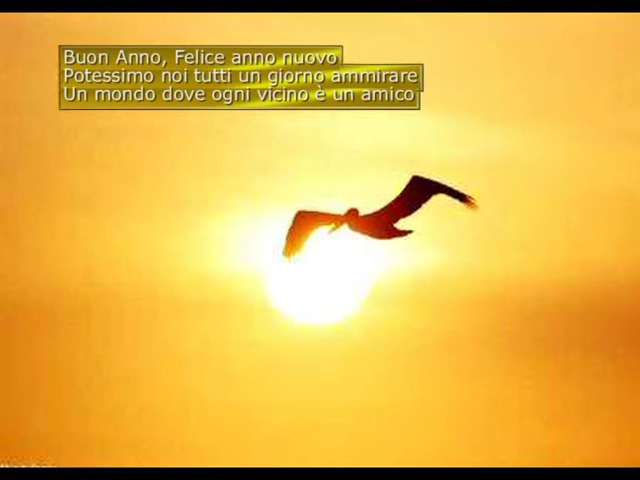 Buon Anno, Felice anno nuovo
Potessimo noi tutti un giorno ammirare
Un mondo dove ogni vicino è un amico